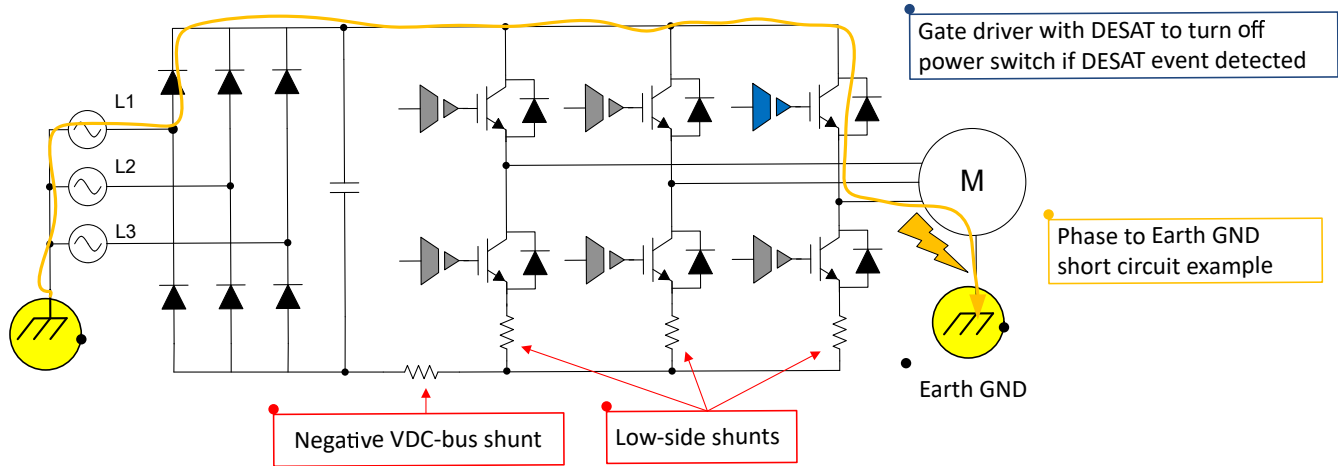 Gate driver with DESAT to turn off
power switch if DESAT event detected
L1
L2
L3
M
Phase to Earth GND
short circuit example
Earth GND
Negative VDC-bus shunt
Low-side shunts